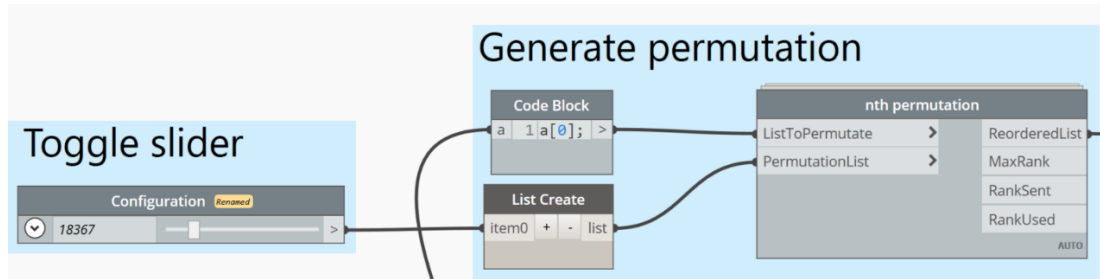 Generate permutation
Toggle slider
Configuration Renamed
18367 >
Code Block
a 1 a[0]; >
List Create
item0 + - list
nth permutation
ListToPermutate > ReorderedList
PermutationList > MaxRank
RankSent
RankUsed
AUTO